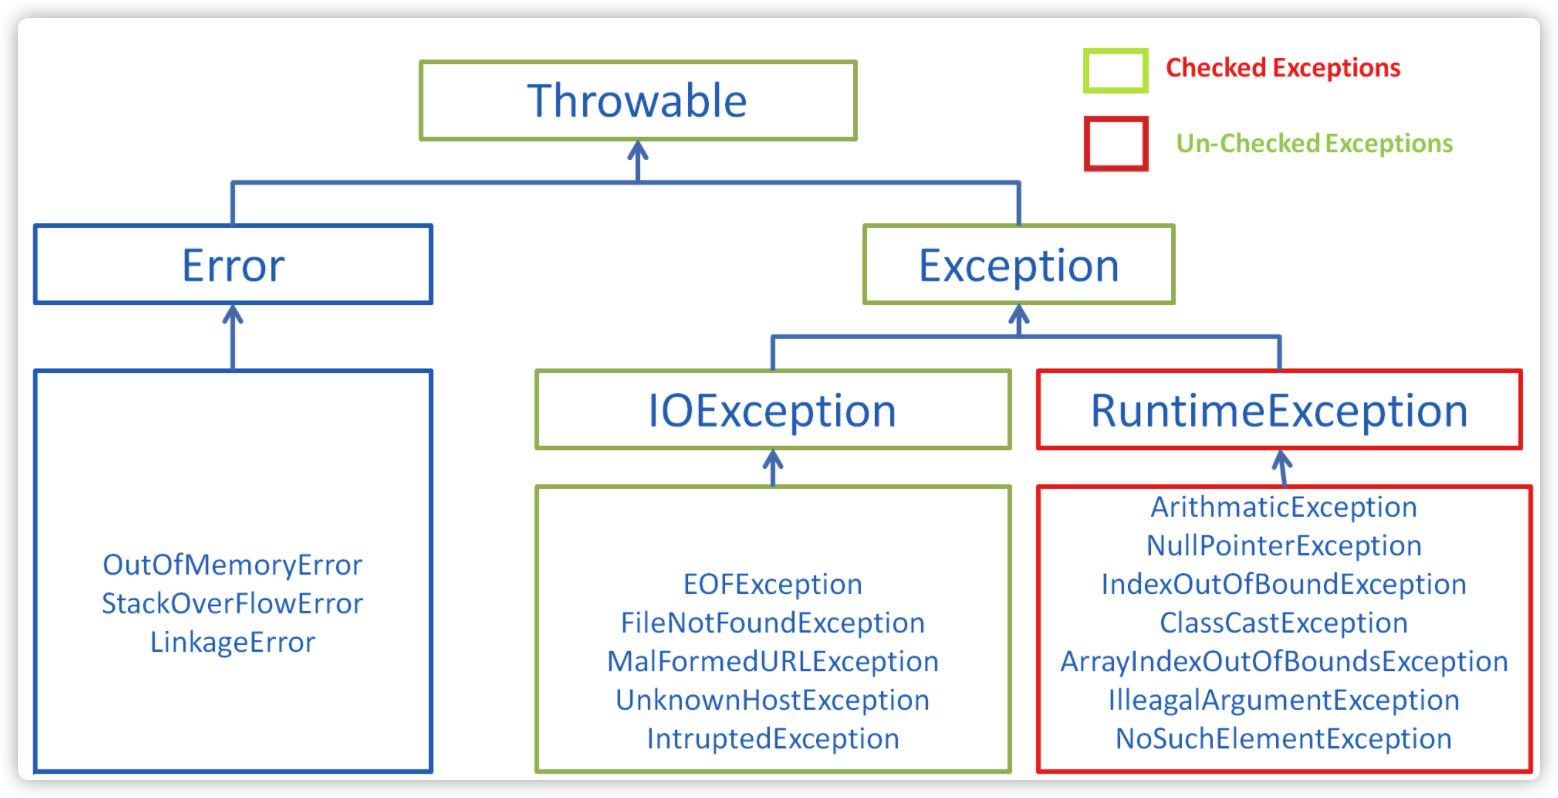 Throwable
Checked Exceptions
Un-Checked Exceptions
Error
Exception
IOException
RuntimeException
OutOfMemoryError
StackOverFlowError
LinkageError
EOFException
FileNotFoundException
MalFormedURLException
UnknownHostException
IntruptedException
ArithmaticException
NullPointerException
IndexOutOfBoundException
ClassCastException
ArrayIndexOutOfBoundsException
IlleagalArgumentException
NoSuchElementException